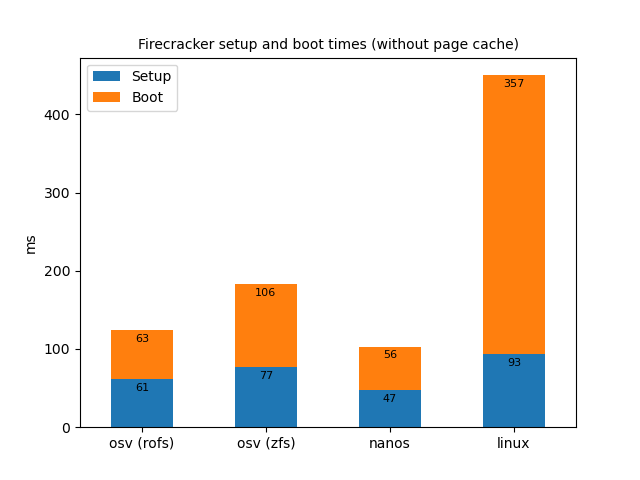 Firecracker setup and boot times (without page cache)
Setup
Boot
ms
400
300
200
100
0
63
61
106
77
56
47
357
93
osv (rofs)
osv (zfs)
nanos
linux